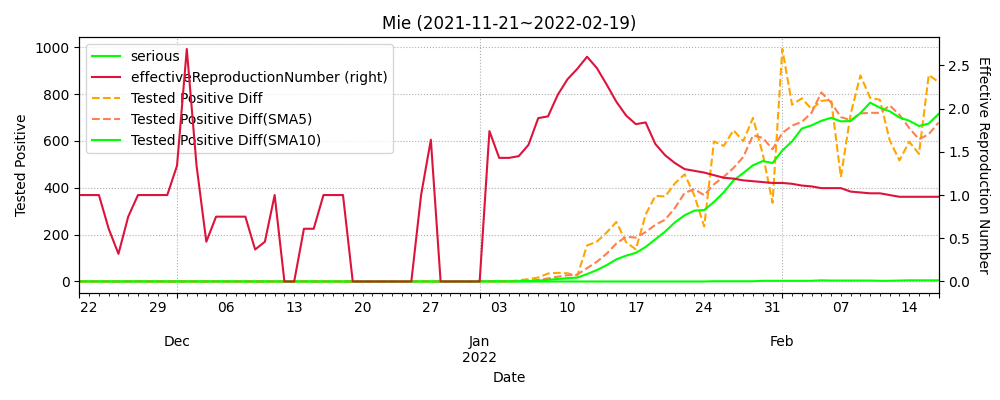 Mie (2021-11-21~2022-02-19)
serious
effectiveReproductionNumber (right)
Tested Positive Diff
Tested Positive Diff(SMA5)
Tested Positive Diff(SMA10)
Tested Positive
1000
800
600
400
200
0
2.5
2.0
1.5
1.0
0.5
0.0
Effective Reproduction Number
22 29 06 13 20 27 03 10 17 24 31 07 14
Dec Jan Feb
2022
Date